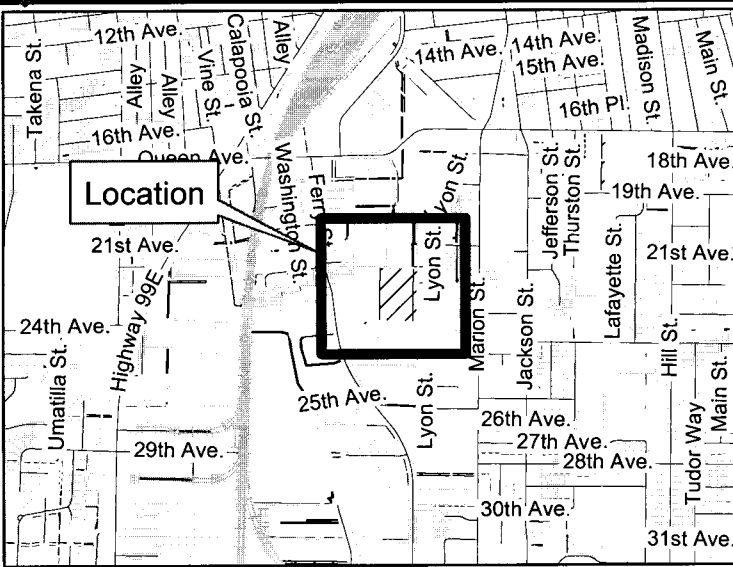 12th Ave.
Takena St.
Alley
Alley
Vine St.
Calapooia St.
Alley
14th Ave.
14th Ave.
15th Ave.
16th Pl.
Madison St.
Main St.
16th Ave.
Queen Ave.
Washington St.
Ferry St.
Lyon St.
Jefferson St.
Thurston St.
18th Ave.
19th Ave.
Location
21st Ave.
Highway 99E
Lyon St.
Marion St.
Jackson St.
Lafayette St.
21st Ave.
24th Ave.
Umatilla St.
25th Ave.
Lyon St.
Hill St.
Main St.
Tudor Way
26th Ave.
27th Ave.
28th Ave.
29th Ave.
30th Ave.
31st Ave.